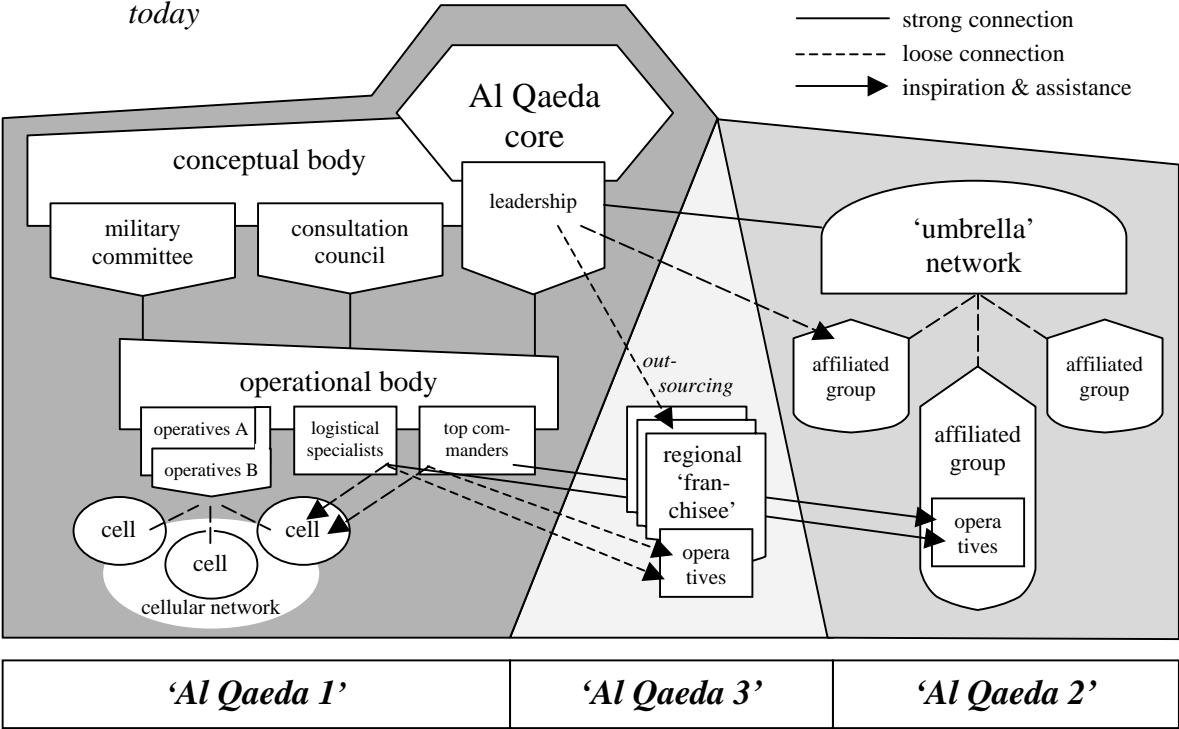 today
strong connection
loose connection
inspiration & assistance
Al Qaeda
core
conceptual body
leadership
military
committee
consultation
council
‘umbrella’
network
operational body
out-
sourcing
affiliated
group
affiliated
group
operatives A
operatives B
logistical
specialists
top com-
manders
regional
‘fran-
chisee’
affiliated
group
opera
tives
opera
tives
cell
cell
cell
cellular network
‘Al Qaeda 1’
‘Al Qaeda 3’
‘Al Qaeda 2’